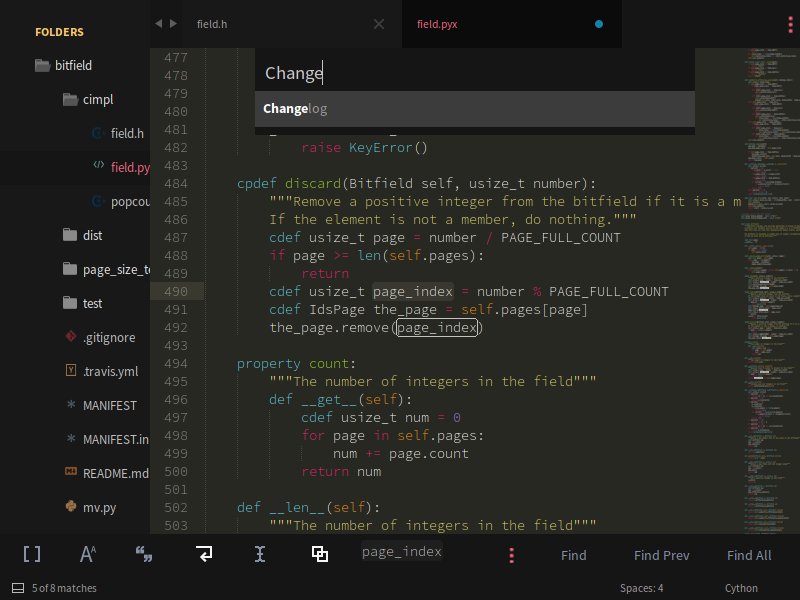 FOLDERS
bitfield
cimpl
field.h
field.py
popcou
dist
page_size_t
test
.gitignore
.travis.yml
MANIFEST
MANIFEST.in
README.md
mv.py
field.h
field.pyx
Change
Changelog
477
478
479
480
481
482 raise KeyError()
483
484 cpdef discard(Bitfield self, usize_t number):
485 """Remove a positive integer from the bitfield if it is a m
486 If the element is not a member, do nothing."""
487 cdef usize_t page = number / PAGE_FULL_COUNT
488 if page >= len(self.pages):
489 return
490 cdef usize_t page_index = number % PAGE_FULL_COUNT
491 cdef IdsPage the_page = self.pages[page]
492 the_page.remove(page_index)
493
494 property count:
495 """The number of integers in the field"""
496 def __get__(self):
497 cdef usize_t num = 0
498 for page in self.pages:
499 num += page.count
500 return num
501
502 def __len__(self):
503 """The number of integers in the field"""
page_index
Find
Find Prev
Find All
5 of 8 matches
Spaces: 4
Cython